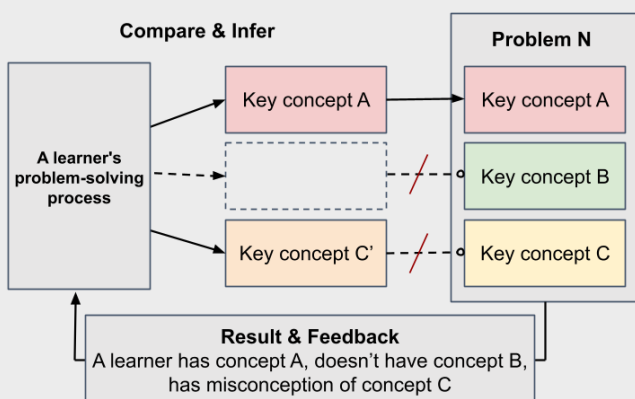 Compare & Infer
Problem N
A learner's
problem-solving
process
Key concept A
Key concept A
Key concept B
Key concept C’
Key concept C
Result & Feedback
A learner has concept A, doesn’t have concept B,
has misconception of concept C